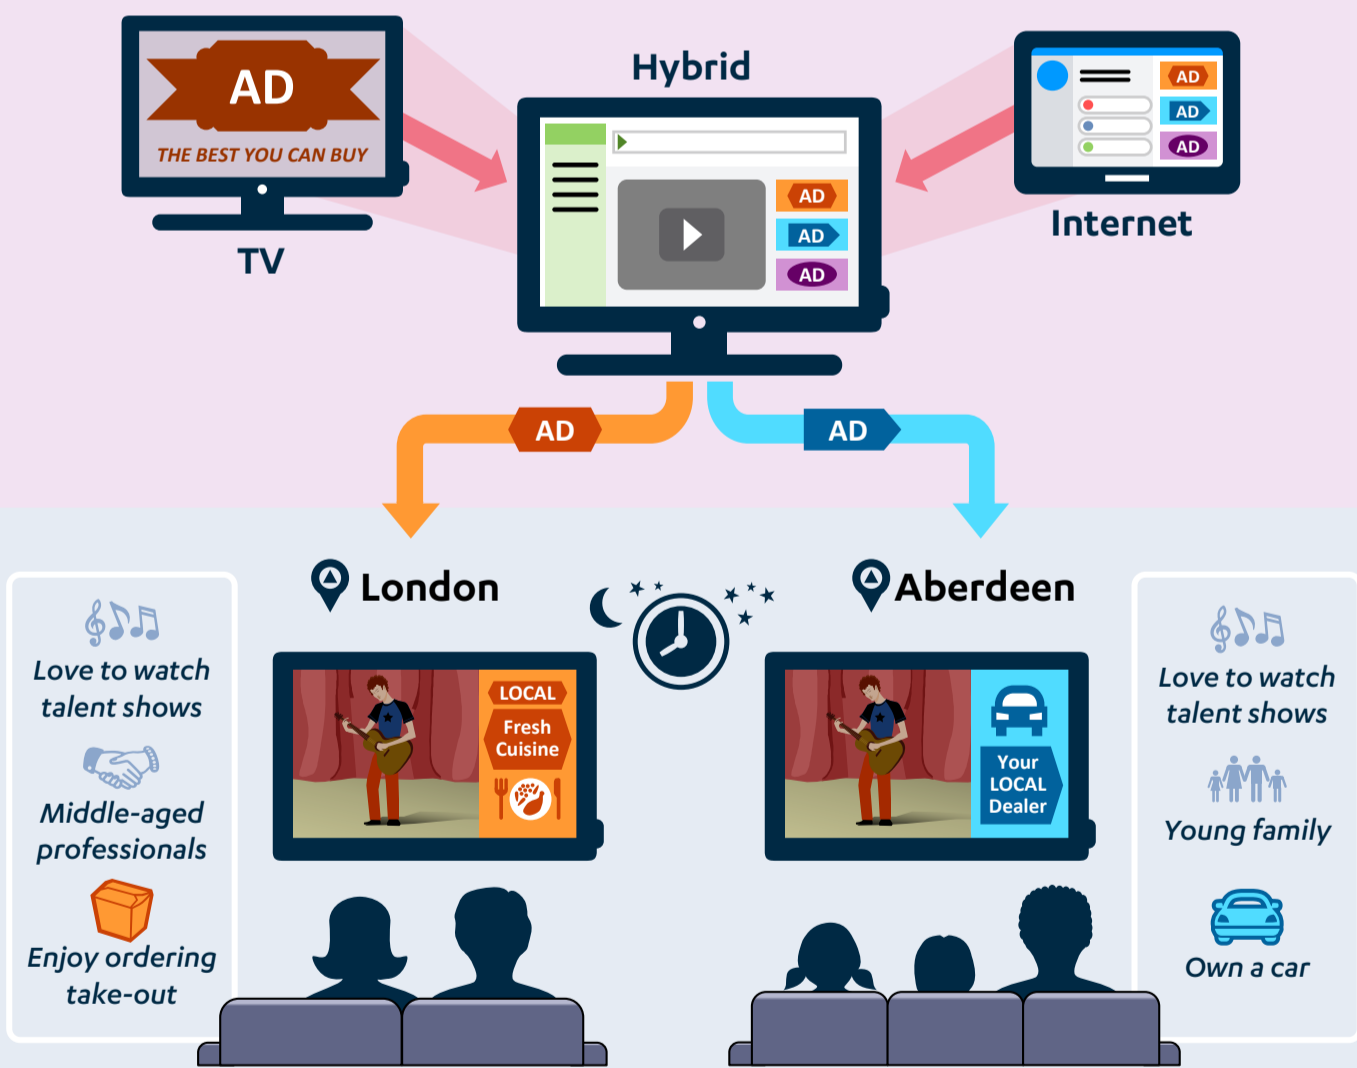 AD
THE BEST YOU CAN BUY
TV
Hybrid
AD
AD
AD
AD
AD
AD
Internet
AD
AD
London
Aberdeen
Love to watch
talent shows
Middle-aged
professionals
Enjoy ordering
take-out
LOCAL
Fresh
Cuisine
Your
LOCAL
Dealer
Love to watch
talent shows
Young family
Own a car